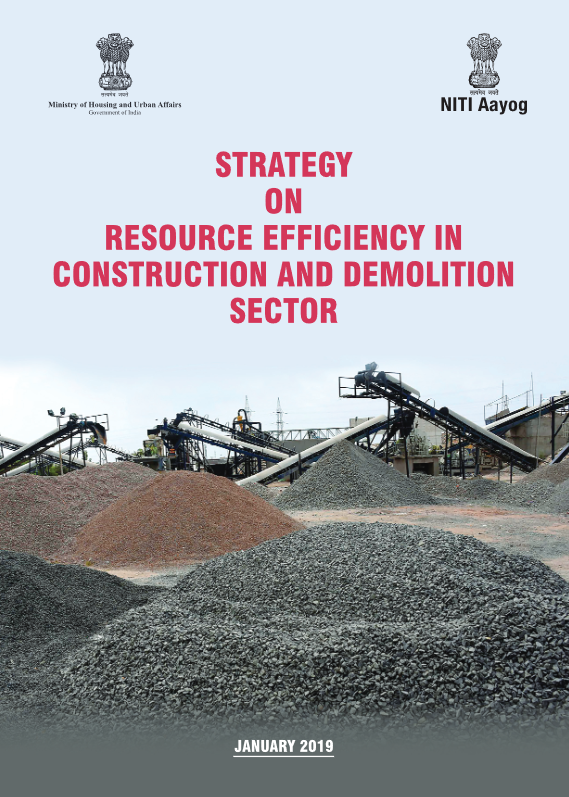 सत्यमेव जयते
Ministry of Housing and Urban Affairs
Government of India
सत्यमेव जयते
NITI Aayog
STRATEGY
ON
RESOURCE EFFICIENCY IN
CONSTRUCTION AND DEMOLITION
SECTOR
JANUARY 2019